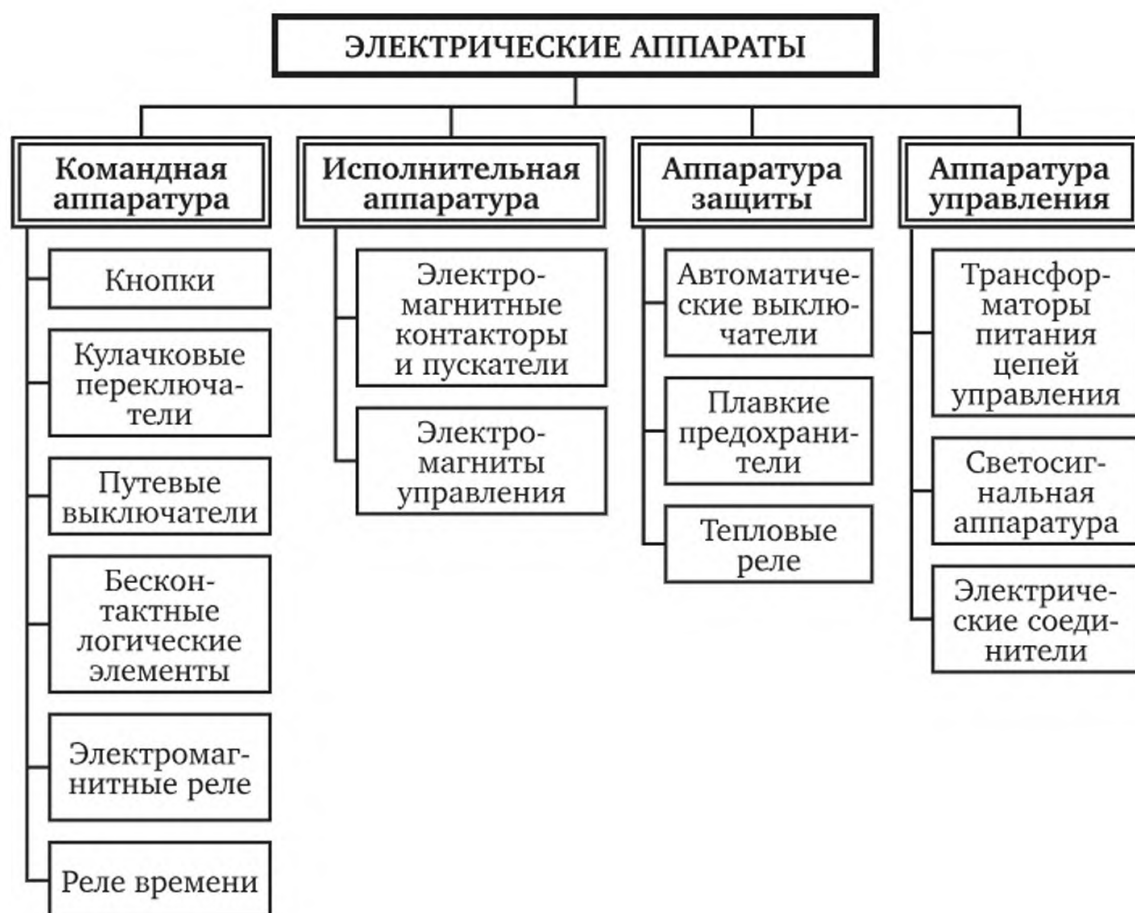 ЭЛЕКТРИЧЕСКИЕ АППАРАТЫ
Командная
аппаратура
Кнопки
Кулачковые
переключа-
тели
Путевые
выключатели
Бескон-
тактные
логические
элементы
Электромаг-
нитные реле
Реле времени
Исполнительная
аппаратура
Электро-
магнитные
контакторы
и пускатели
Электро-
магниты
управления
Аппаратура
защиты
Автоматиче-
ские выклю-
чатели
Плавкие
предохрани-
тели
Тепловые
реле
Аппаратура
управления
Трансфор-
маторы
питания
цепей
управления
Светосиг-
нальная
аппаратура
Электриче-
ские соеди-
нители